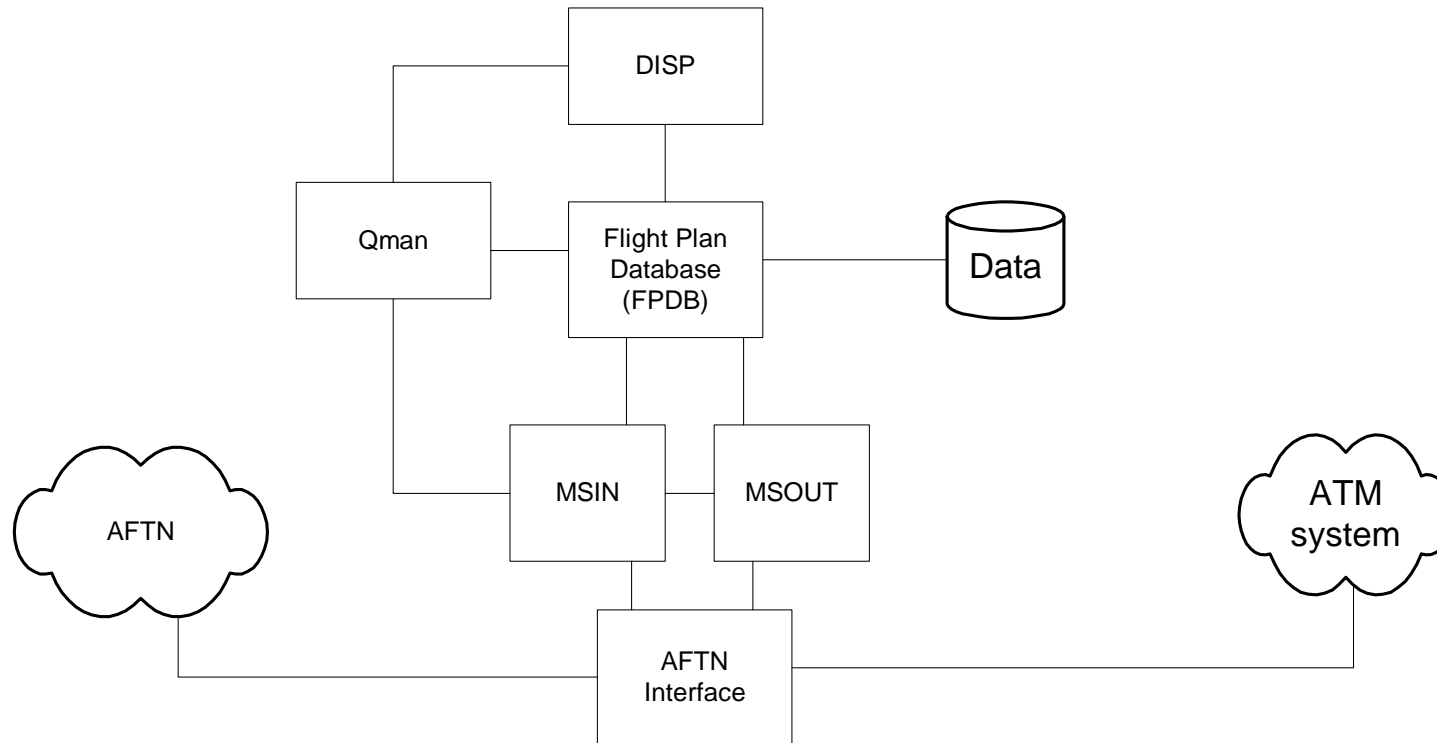 DISP
Qman
Flight Plan
Database
(FPDB)
Data
MSIN
MSOUT
AFTN
ATM
system
AFTN
Interface